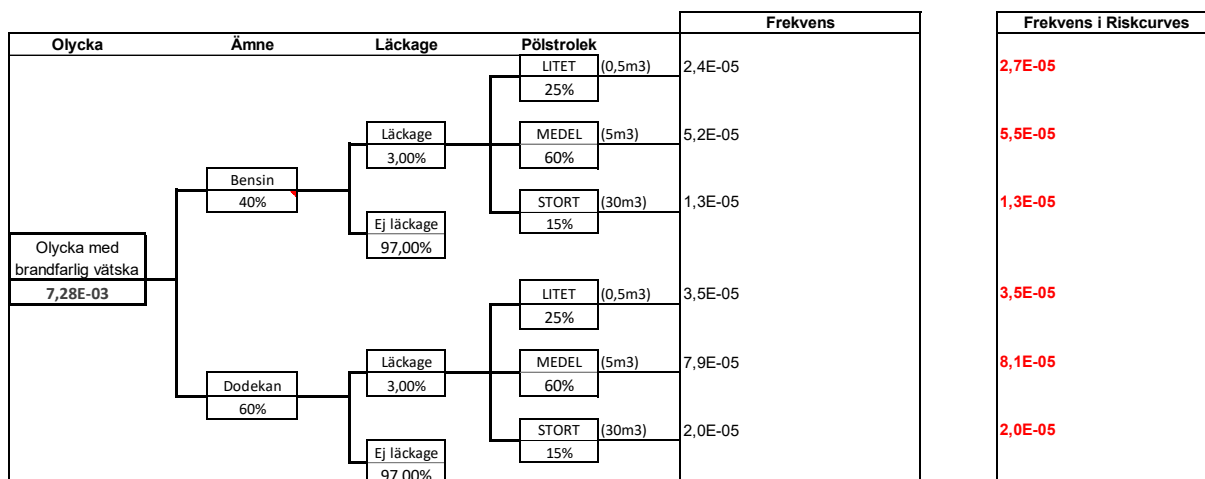 Frekvens
Frekvens i Riskcurves
Olycka Ämne Läckage Pölstrolek
LITET (0,5m3) 2,4E-05 2,7E-05
25%
Läckage MEDEL (5m3) 5,2E-05 5,5E-05
3,00% 60%
Bensin
40% STORT (30m3) 1,3E-05 1,3E-05
Ej läckage 15%
97,00%
Olycka med
brandfarlig vätska
7,28E-03 LITET (0,5m3) 3,5E-05 3,5E-05
25%
Läckage MEDEL (5m3) 7,9E-05 8,1E-05
Dodekan 3,00% 60%
60%
STORT (30m3) 2,0E-05 2,0E-05
Ej läckage 15%
97,00%